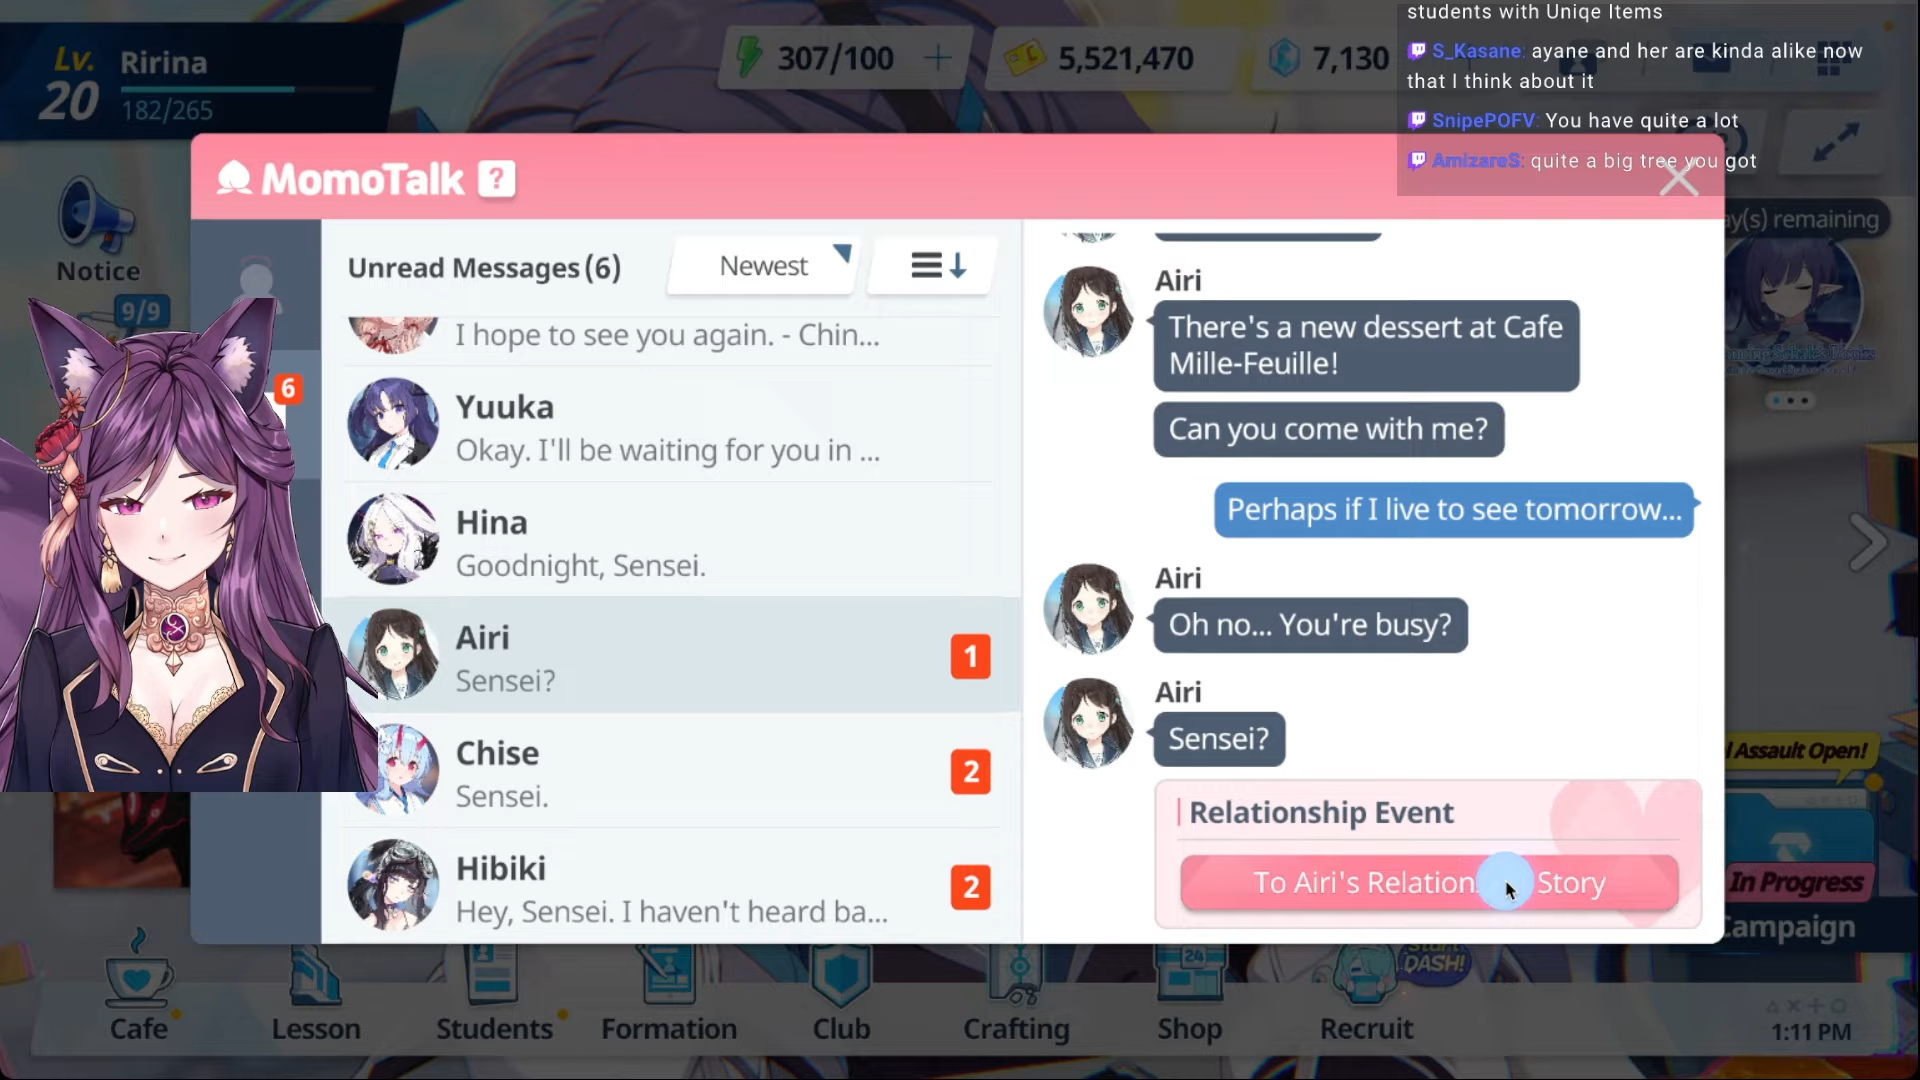 Lv.
20
Ririna
182/265
307/100
5,521,470
7,130
students with Uniqe Items
S_Kasane: ayane and her are kinda alike now
that I think about it
SnipePOFV: You have quite a lot
AmizareS: quite a big tree you got
MomoTalk ?
Notice
9/9
6
Unread Messages (6)
Newest
I hope to see you again. - Chin...
Yuuka
Okay. I'll be waiting for you in ...
Hina
Goodnight, Sensei.
Airi
Sensei?
1
Chise
Sensei.
2
Hibiki
Hey, Sensei. I haven't heard ba...
2
Airi
There's a new dessert at Cafe
Mille-Feuille!
Can you come with me?
Perhaps if I live to see tomorrow...
Airi
Oh no... You're busy?
Airi
Sensei?
Relationship Event
To Airi's Relation Story
y(s) remaining
l Assault Open!
In Progress
Campaign
Cafe
Lesson
Students
Formation
Club
Crafting
24
Shop
DASH!
Recruit
1:11 PM